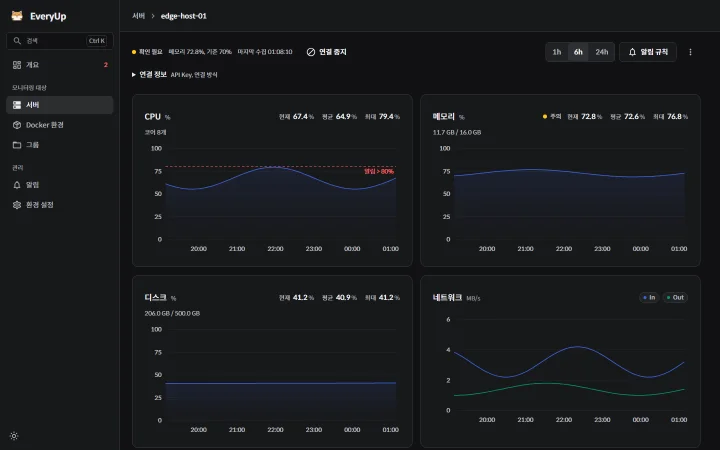 EveryUp
검색 Ctrl K
개요 2
모니터링 대상
서버
Docker 환경
그룹
관리
알림
환경 설정
서버 > edge-host-01
확인 필요 메모리 72.8%, 기준 70% 마지막 수집 01:08:10 연결 중지
1h 6h 24h 알림 규칙
연결 정보 API Key, 연결 방식
CPU % 현재 67.4% 평균 64.9% 최대 79.4%
코어 8개
100
알림 > 80%
75
50
25
0
20:00 21:00 22:00 23:00 00:00 01:00
메모리 % 주의 현재 72.8% 평균 72.6% 최대 76.8%
11.7 GB / 16.0 GB
100
75
50
25
0
20:00 21:00 22:00 23:00 00:00 01:00
디스크 % 현재 41.2% 평균 40.9% 최대 41.2%
206.0 GB / 500.0 GB
100
75
50
25
0
20:00 21:00 22:00 23:00 00:00 01:00
네트워크 MB/s In Out
6
4
2
0
20:00 21:00 22:00 23:00 00:00 01:00